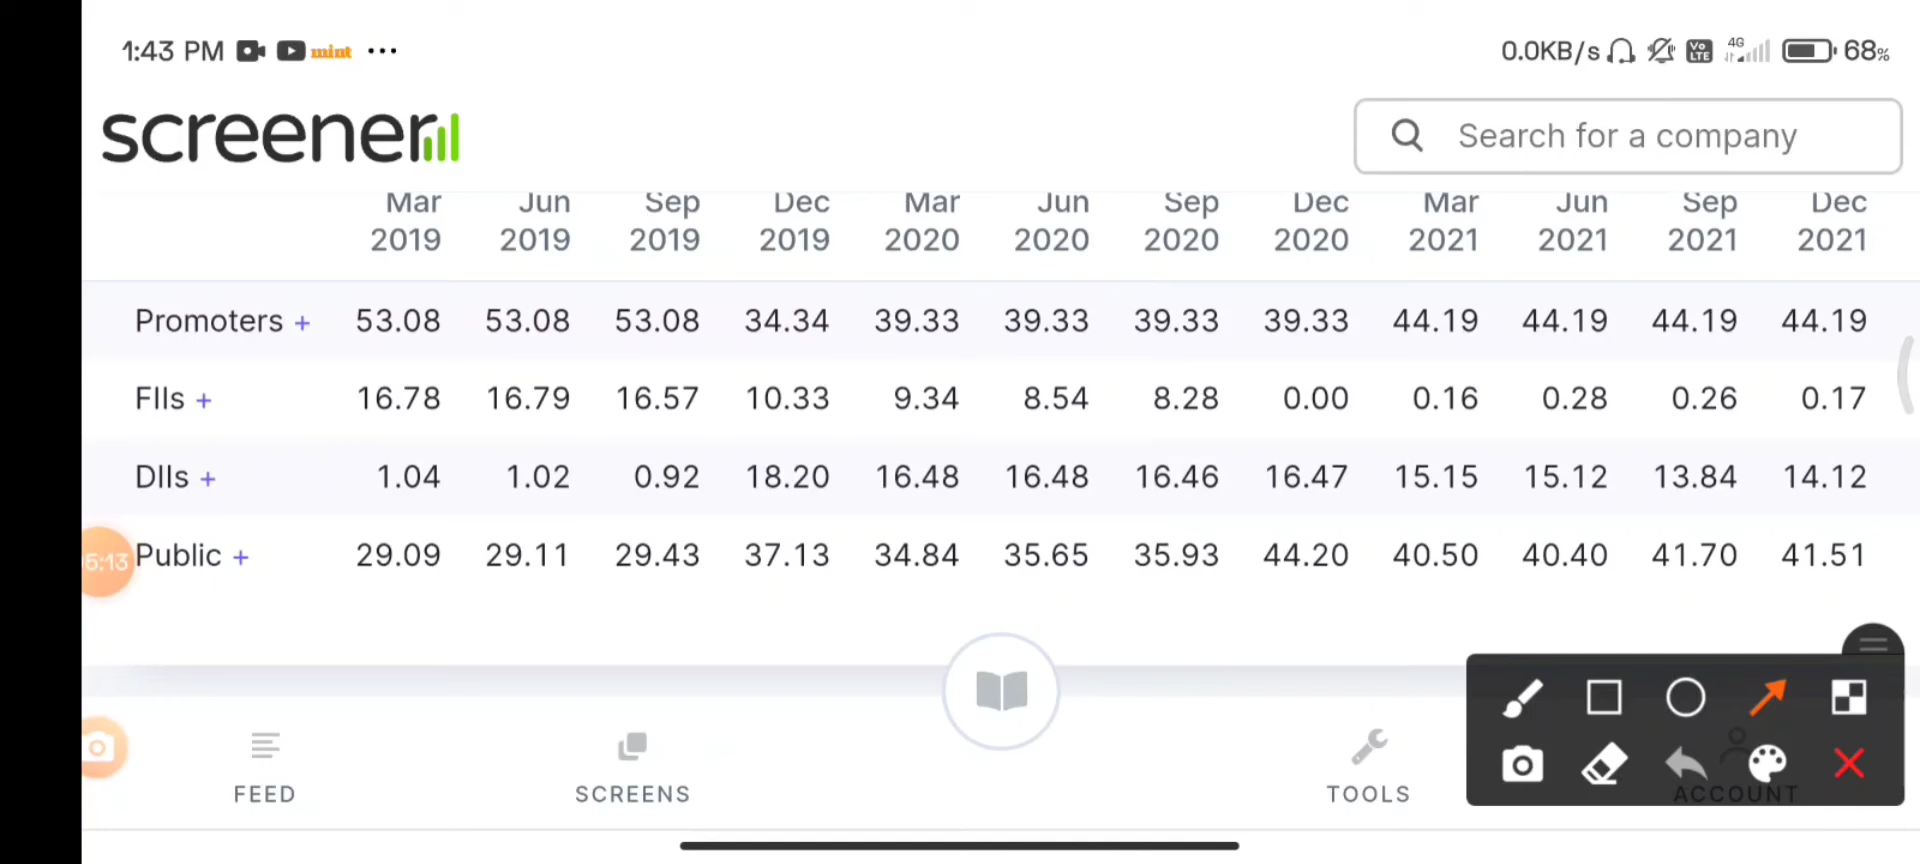 1:43 PM mint ...
0.0KB/s Vo LTE 4G 68%
screener
Search for a company
Mar 2019 Jun 2019 Sep 2019 Dec 2019 Mar 2020 Jun 2020 Sep 2020 Dec 2020 Mar 2021 Jun 2021 Sep 2021 Dec 2021
Promoters + 53.08 53.08 53.08 34.34 39.33 39.33 39.33 39.33 44.19 44.19 44.19 44.19
FIIs + 16.78 16.79 16.57 10.33 9.34 8.54 8.28 0.00 0.16 0.28 0.26 0.17
DIIs + 1.04 1.02 0.92 18.20 16.48 16.48 16.46 16.47 15.15 15.12 13.84 14.12
05:13 Public + 29.09 29.11 29.43 37.13 34.84 35.65 35.93 44.20 40.50 40.40 41.70 41.51
FEED SCREENS TOOLS ACCOUNT